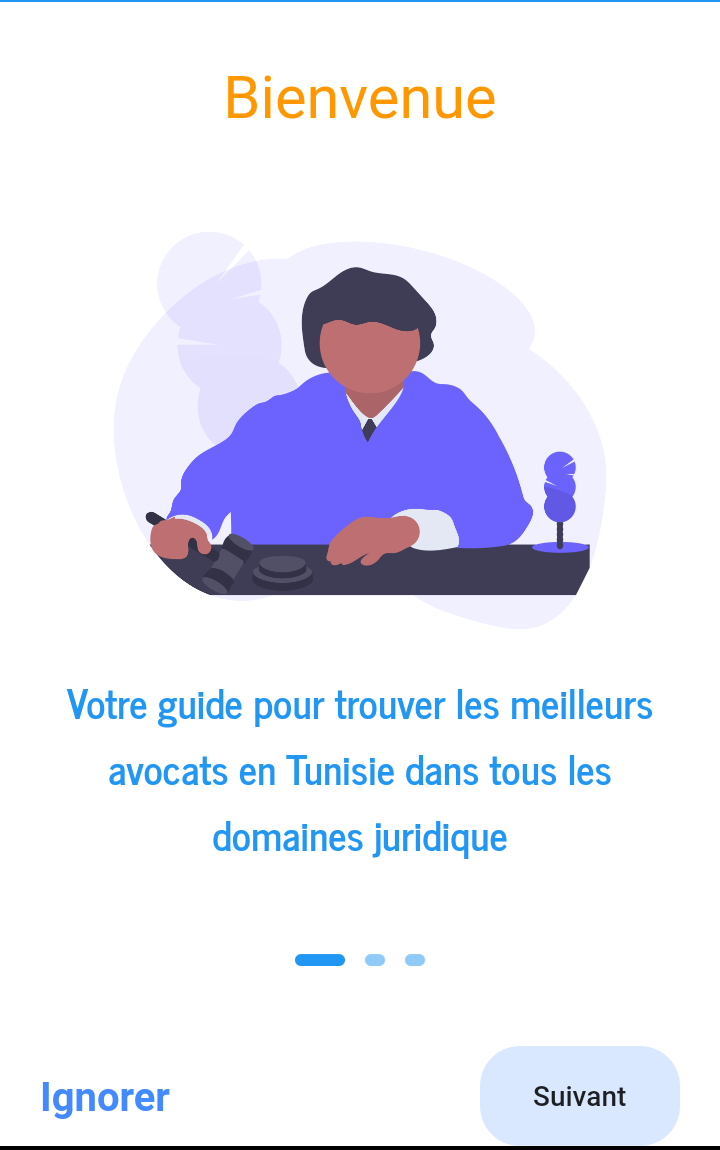 Bienvenue
Votre guide pour trouver les meilleurs
avocats en Tunisie dans tous les
domaines juridique
Ignorer
Suivant